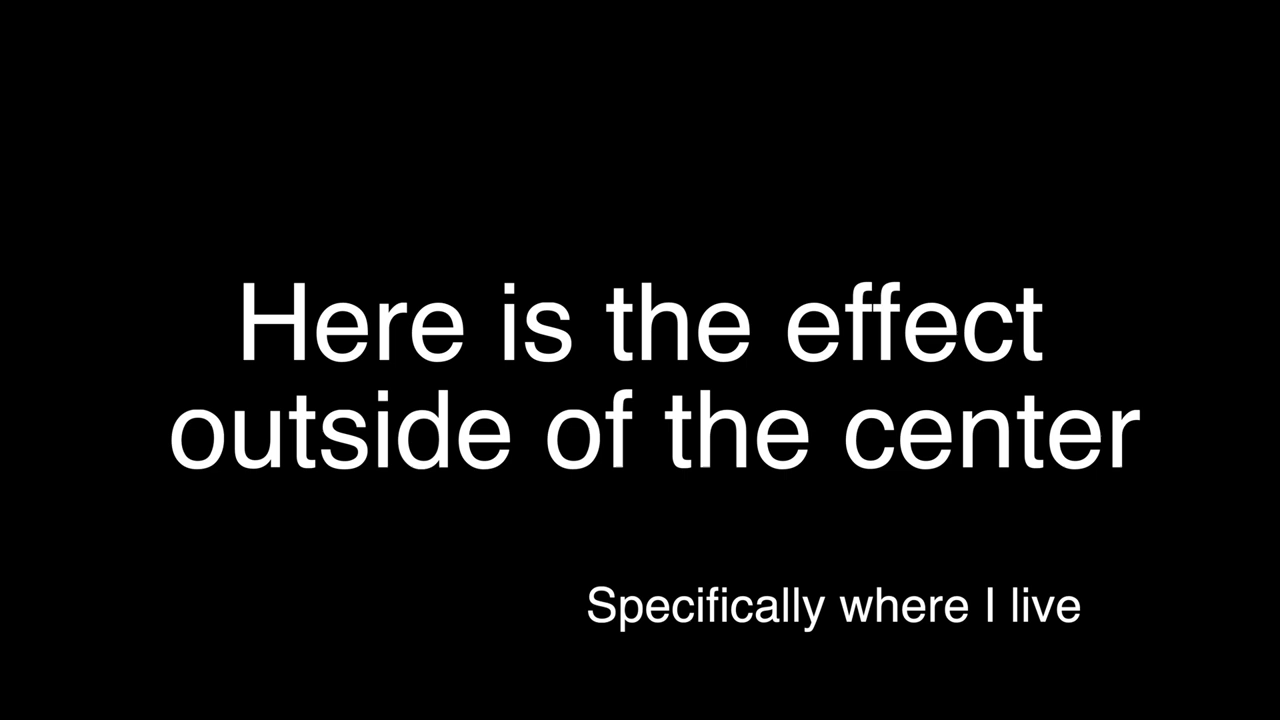 Here is the effect
outside of the center
Specifically where I live